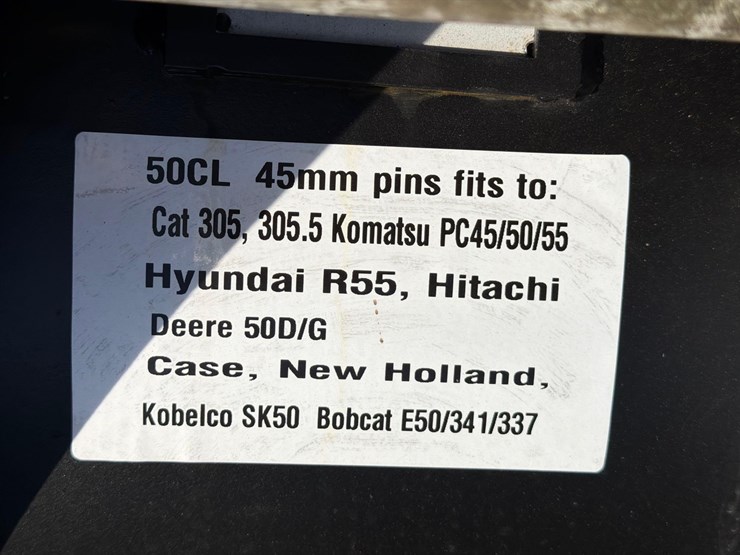 50CL 45mm pins fits to:
Cat 305, 305.5 Komatsu PC45/50/55
Hyundai R55, Hitachi
Deere 50D/G
Case, New Holland,
Kobelco SK50 Bobcat E50/341/337